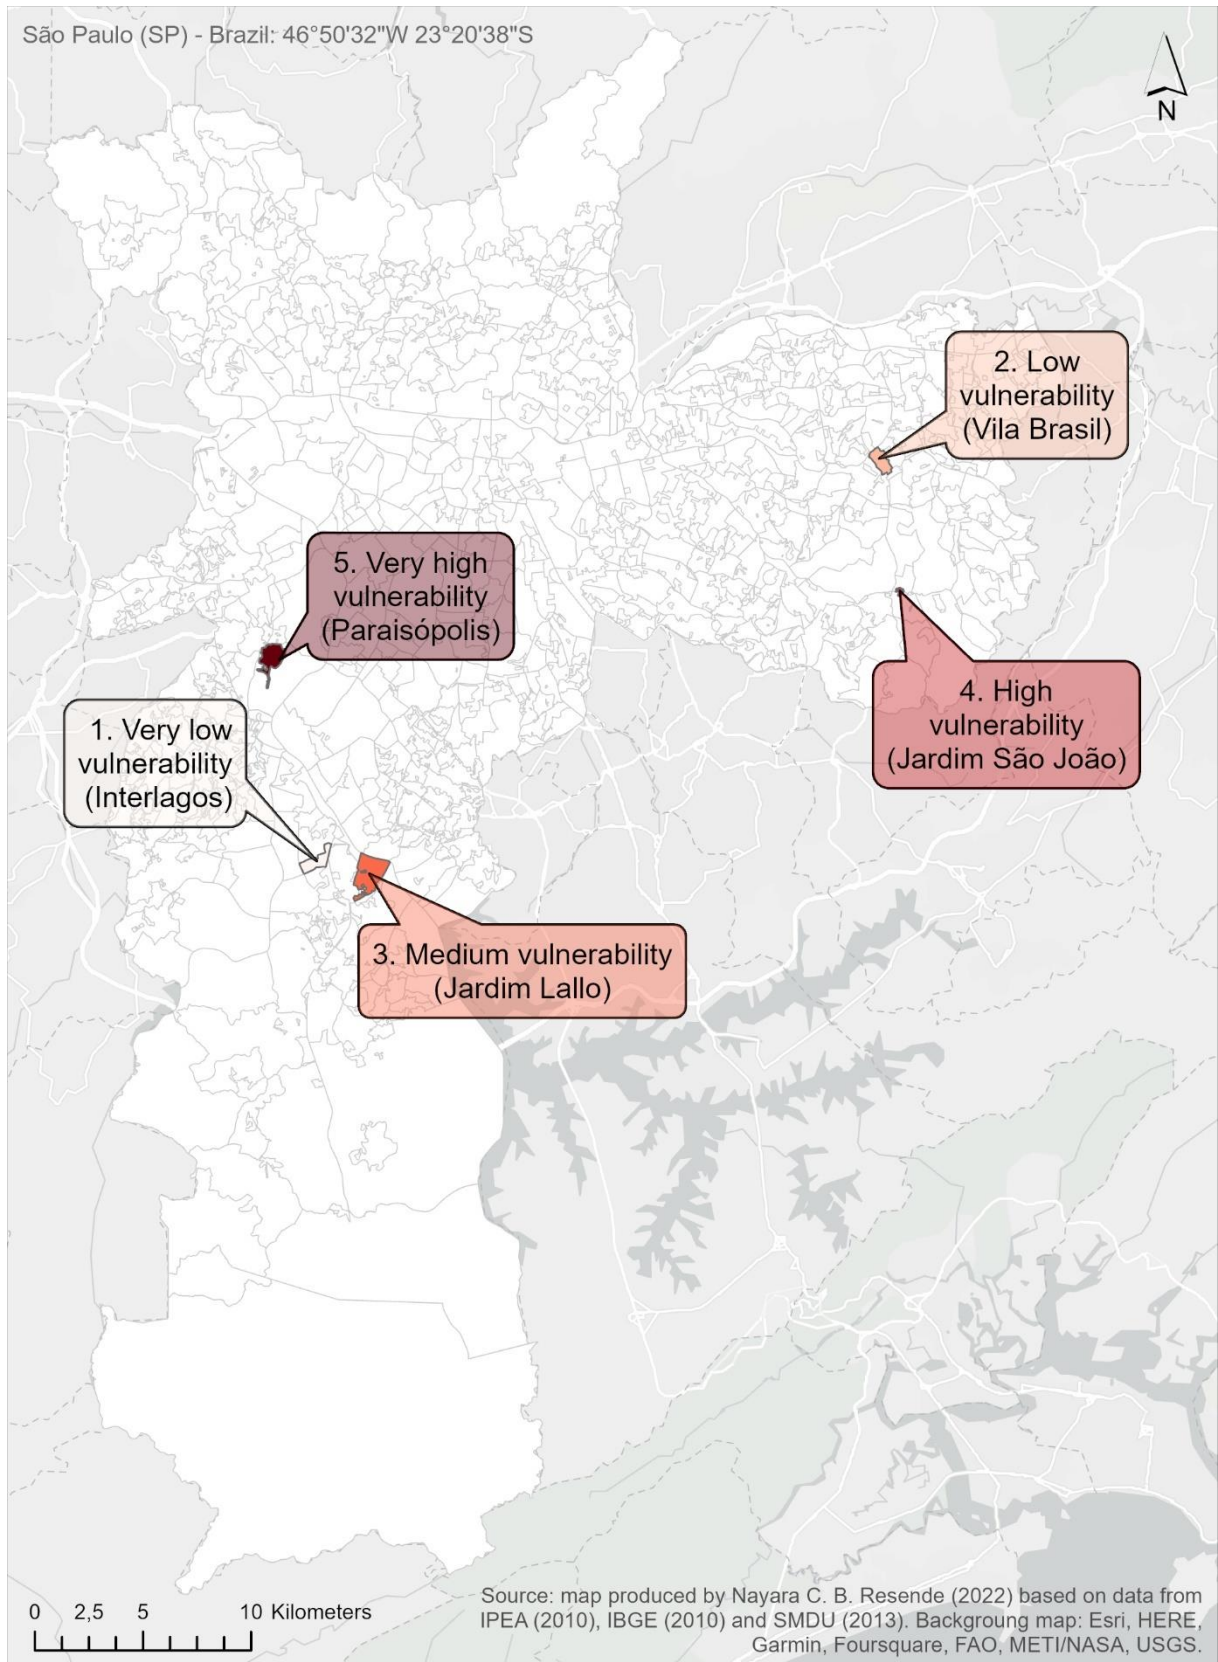 São Paulo (SP) - Brazil: 46°50'32"W 23°20'38"S
N
2. Low
vulnerability
(Vila Brasil)
5. Very high
vulnerability
(Paraisópolis)
4. High
vulnerability
(Jardim São João)
1. Very low
vulnerability
(Interlagos)
3. Medium vulnerability
(Jardim Lallo)
0 2,5 5 10 Kilometers
Source: map produced by Nayara C. B. Resende (2022) based on data from
IPEA (2010), IBGE (2010) and SMDU (2013). Backgroung map: Esri, HERE,
Garmin, Foursquare, FAO, METI/NASA, USGS.